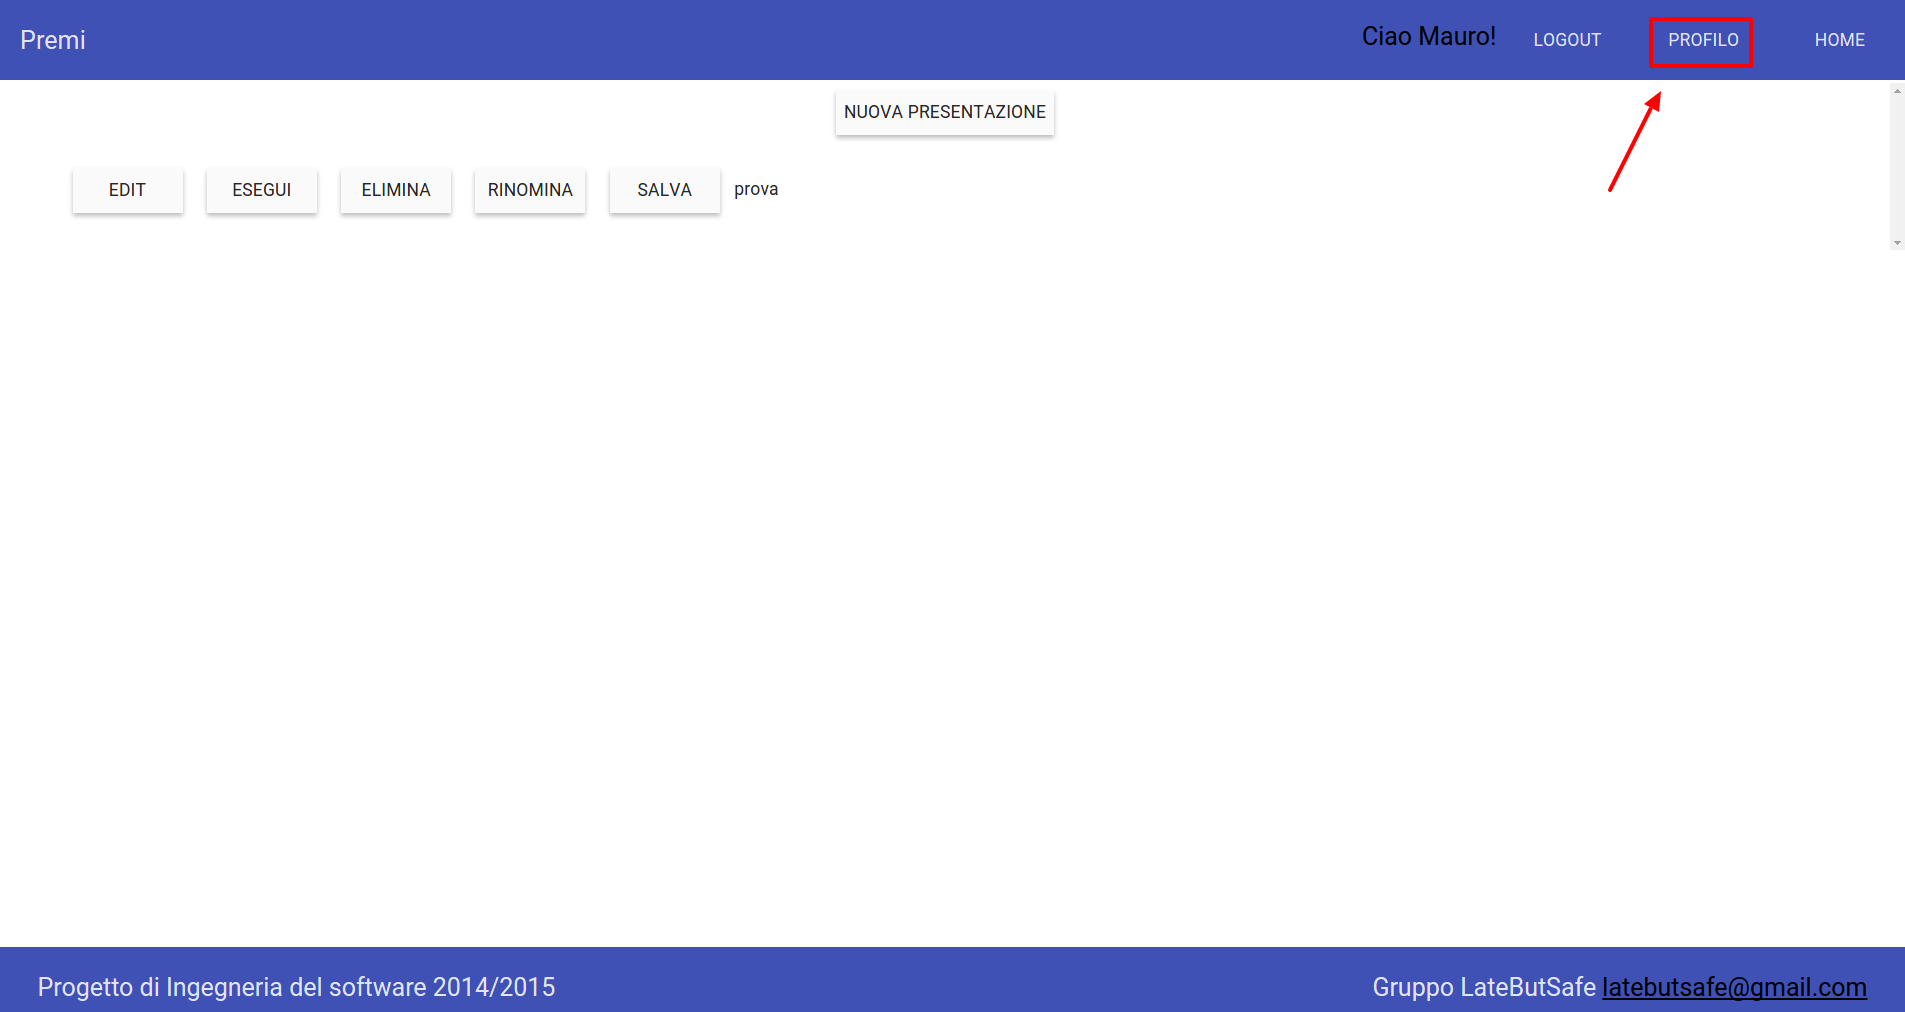 Premi
Ciao Mauro! LOGOUT PROFILO HOME
NUOVA PRESENTAZIONE
EDIT ESEGUI ELIMINA RINOMINA SALVA prova
Progetto di Ingegneria del software 2014/2015
Gruppo LateButSafe latebutsafe@gmail.com